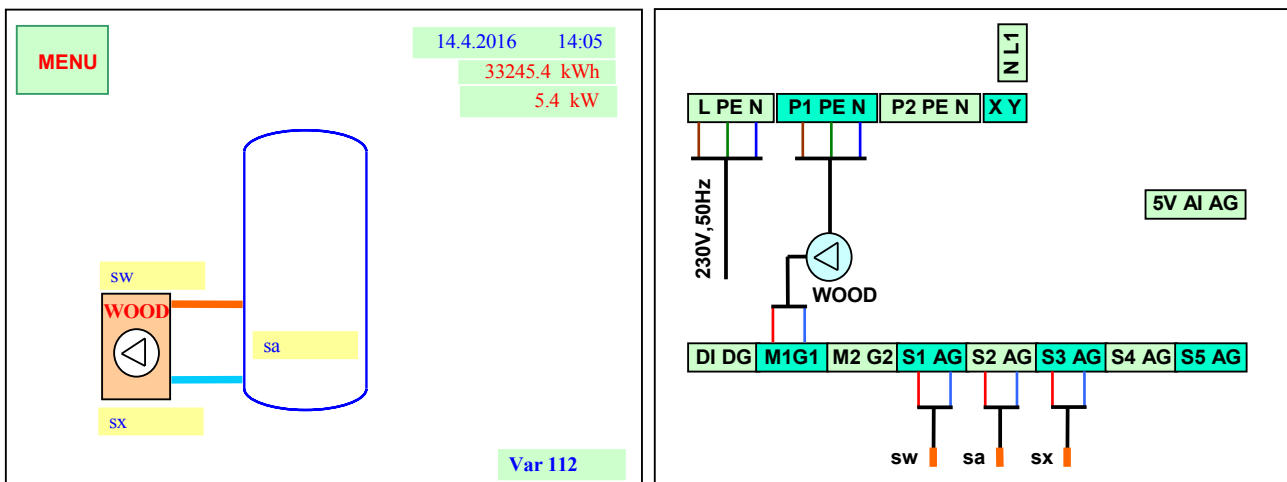 MENU
14.4.2016 14:05
33245.4 kWh
5.4 kW
sw
WOOD
sa
sx
Var 112
N L1
L PE N P1 PE N P2 PE N X Y
230V,50Hz
5V AI AG
WOOD
DI DG M1G1 M2 G2 S1 AG S2 AG S3 AG S4 AG S5 AG
sw sa sx